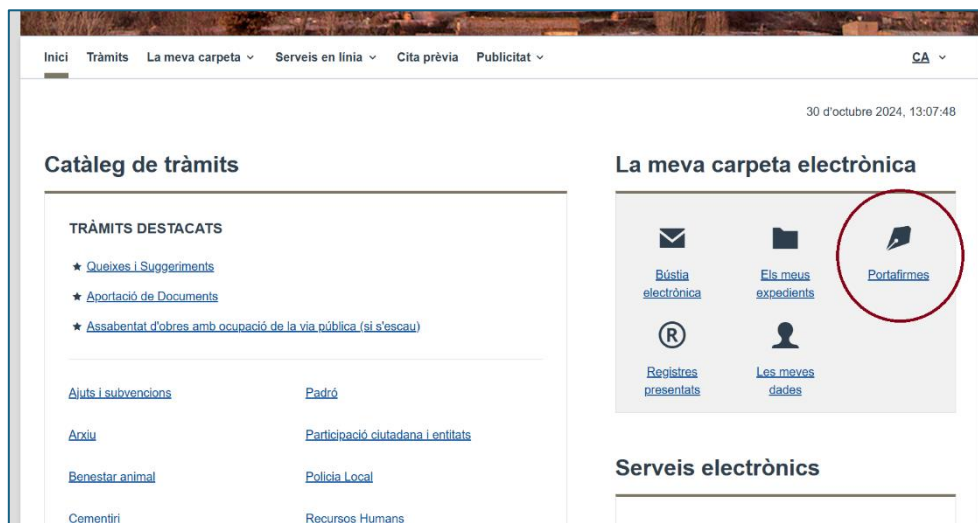 Inici Tràmits La meva carpeta Serveis en línia Cita prèvia Publicitat CA
30 d'octubre 2024, 13:07:48
Catàleg de tràmits
TRÀMITS DESTACATS
★ Queixes i Suggeriments
★ Aportació de Documents
★ Assabentat d'obres amb ocupació de la via pública (si s'escau)
Ajuts i subvencions
Padró
Arxiu
Participació ciutadana i entitats
Benestar animal
Policia Local
Cementiri
Recursos Humans
La meva carpeta electrònica
Bústia
electrònica
Els meus
expedients
Portafirmes
®
Registres
presentats
Les meves
dades
Serveis electrònics